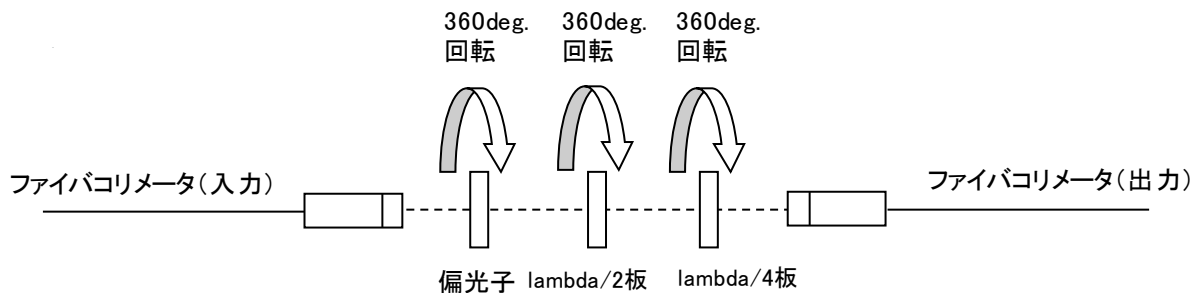 360deg.
回転
360deg.
回転
360deg.
回転
ファイバコリメータ(入力)
ファイバコリメータ(出力)
偏光子
lambda/2板
lambda/4板